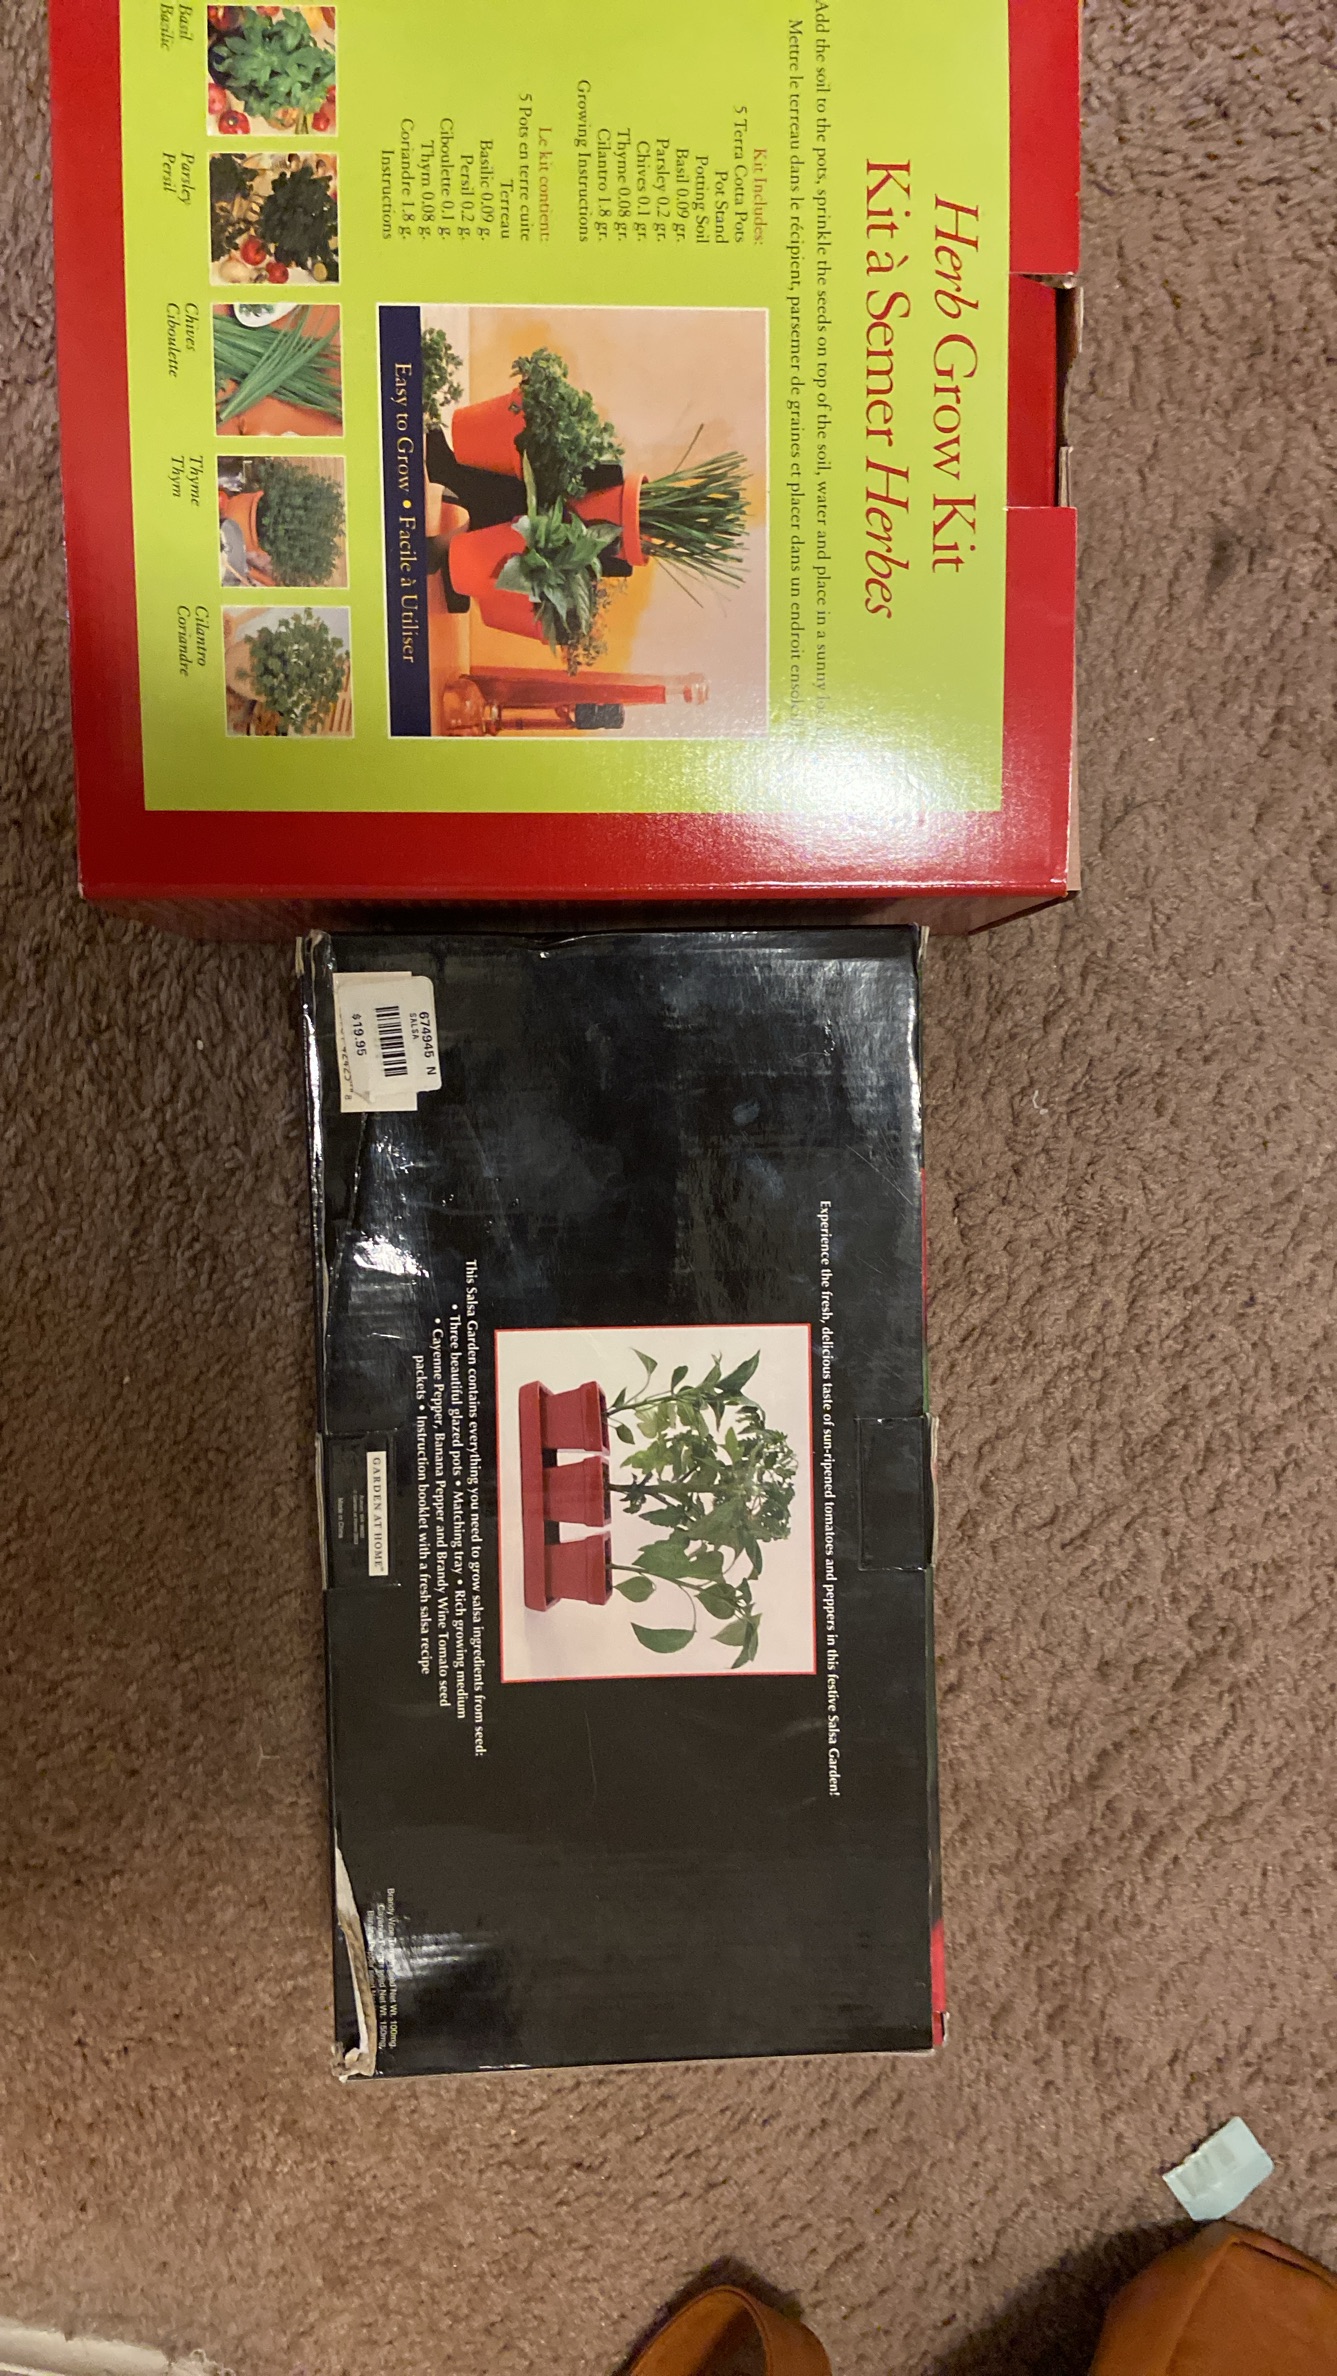 Herb Grow Kit
Kit à Semer Herbes
Add the soil to the pots, sprinkle the seeds on top of the soil, water and place in a sunny
Mettre le terreau dans le récipient, parsemer de graines et placer dans un endroit
Kit Includes:
5 Terra Cotta Pots
Pot Stand
Potting Soil
Basil 0.09 gr.
Parsley 0.2 gr.
Chives 0.1 gr.
Thyme 0.08 gr.
Cilantro 1.8 gr.
Growing Instructions
Le kit contient:
5 Pots en terre cuite
Terreau
Basilic 0.09 g.
Persil 0.2 g.
Ciboulette 0.1 g.
Thym 0.08 g.
Coriandre 1.8 g.
Instructions
Easy to Grow • Facile à Utiliser
Basil
Basilic
Parsley
Persil
Chives
Ciboulette
Thyme
Thym
Cilantro
Coriandre
674945 N
SALSA
$19.95
Experience the fresh, delicious taste of sun-ripened tomatoes and peppers in this festive Salsa Garden!
This Salsa Garden contains everything you need to grow salsa ingredients from seed:
• Three beautiful glazed pots • Matching tray • Rich growing medium
• Cayenne Pepper, Banana Pepper and Brandy Wine Tomato seed
packets • Instruction booklet with a fresh salsa recipe
GARDEN AT HOME
Made in China
Brandy Net Wt. 100mg.
Net Wt. 150mg.